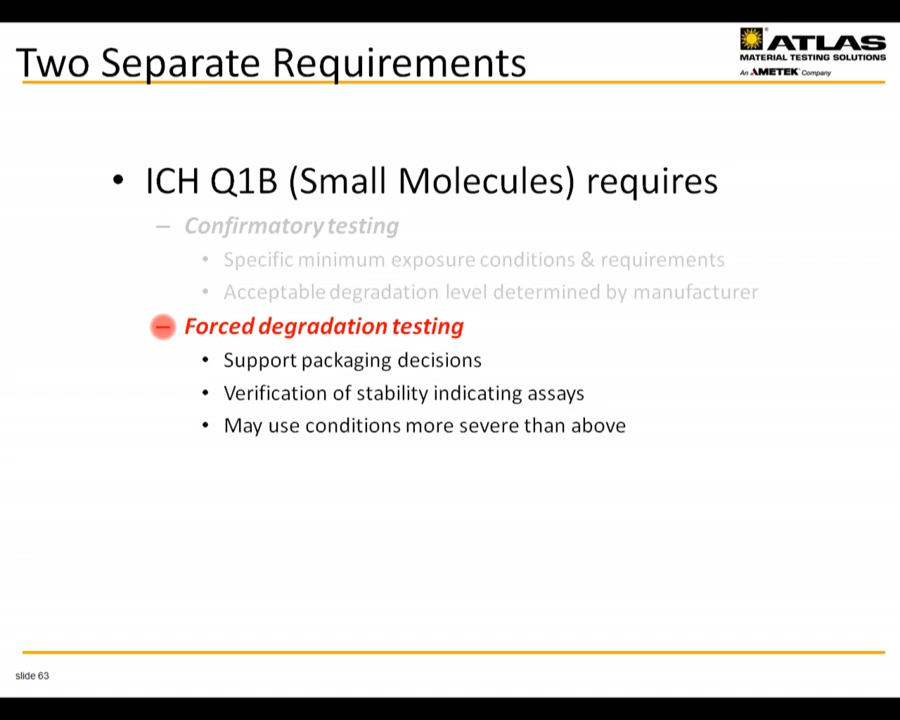 Two Separate Requirements
ATLAS
MATERIAL TESTING SOLUTIONS
An AMETEK Company
• ICH Q1B (Small Molecules) requires
– Confirmatory testing
• Specific minimum exposure conditions & requirements
• Acceptable degradation level determined by manufacturer
– Forced degradation testing
• Support packaging decisions
• Verification of stability indicating assays
• May use conditions more severe than above
slide 63